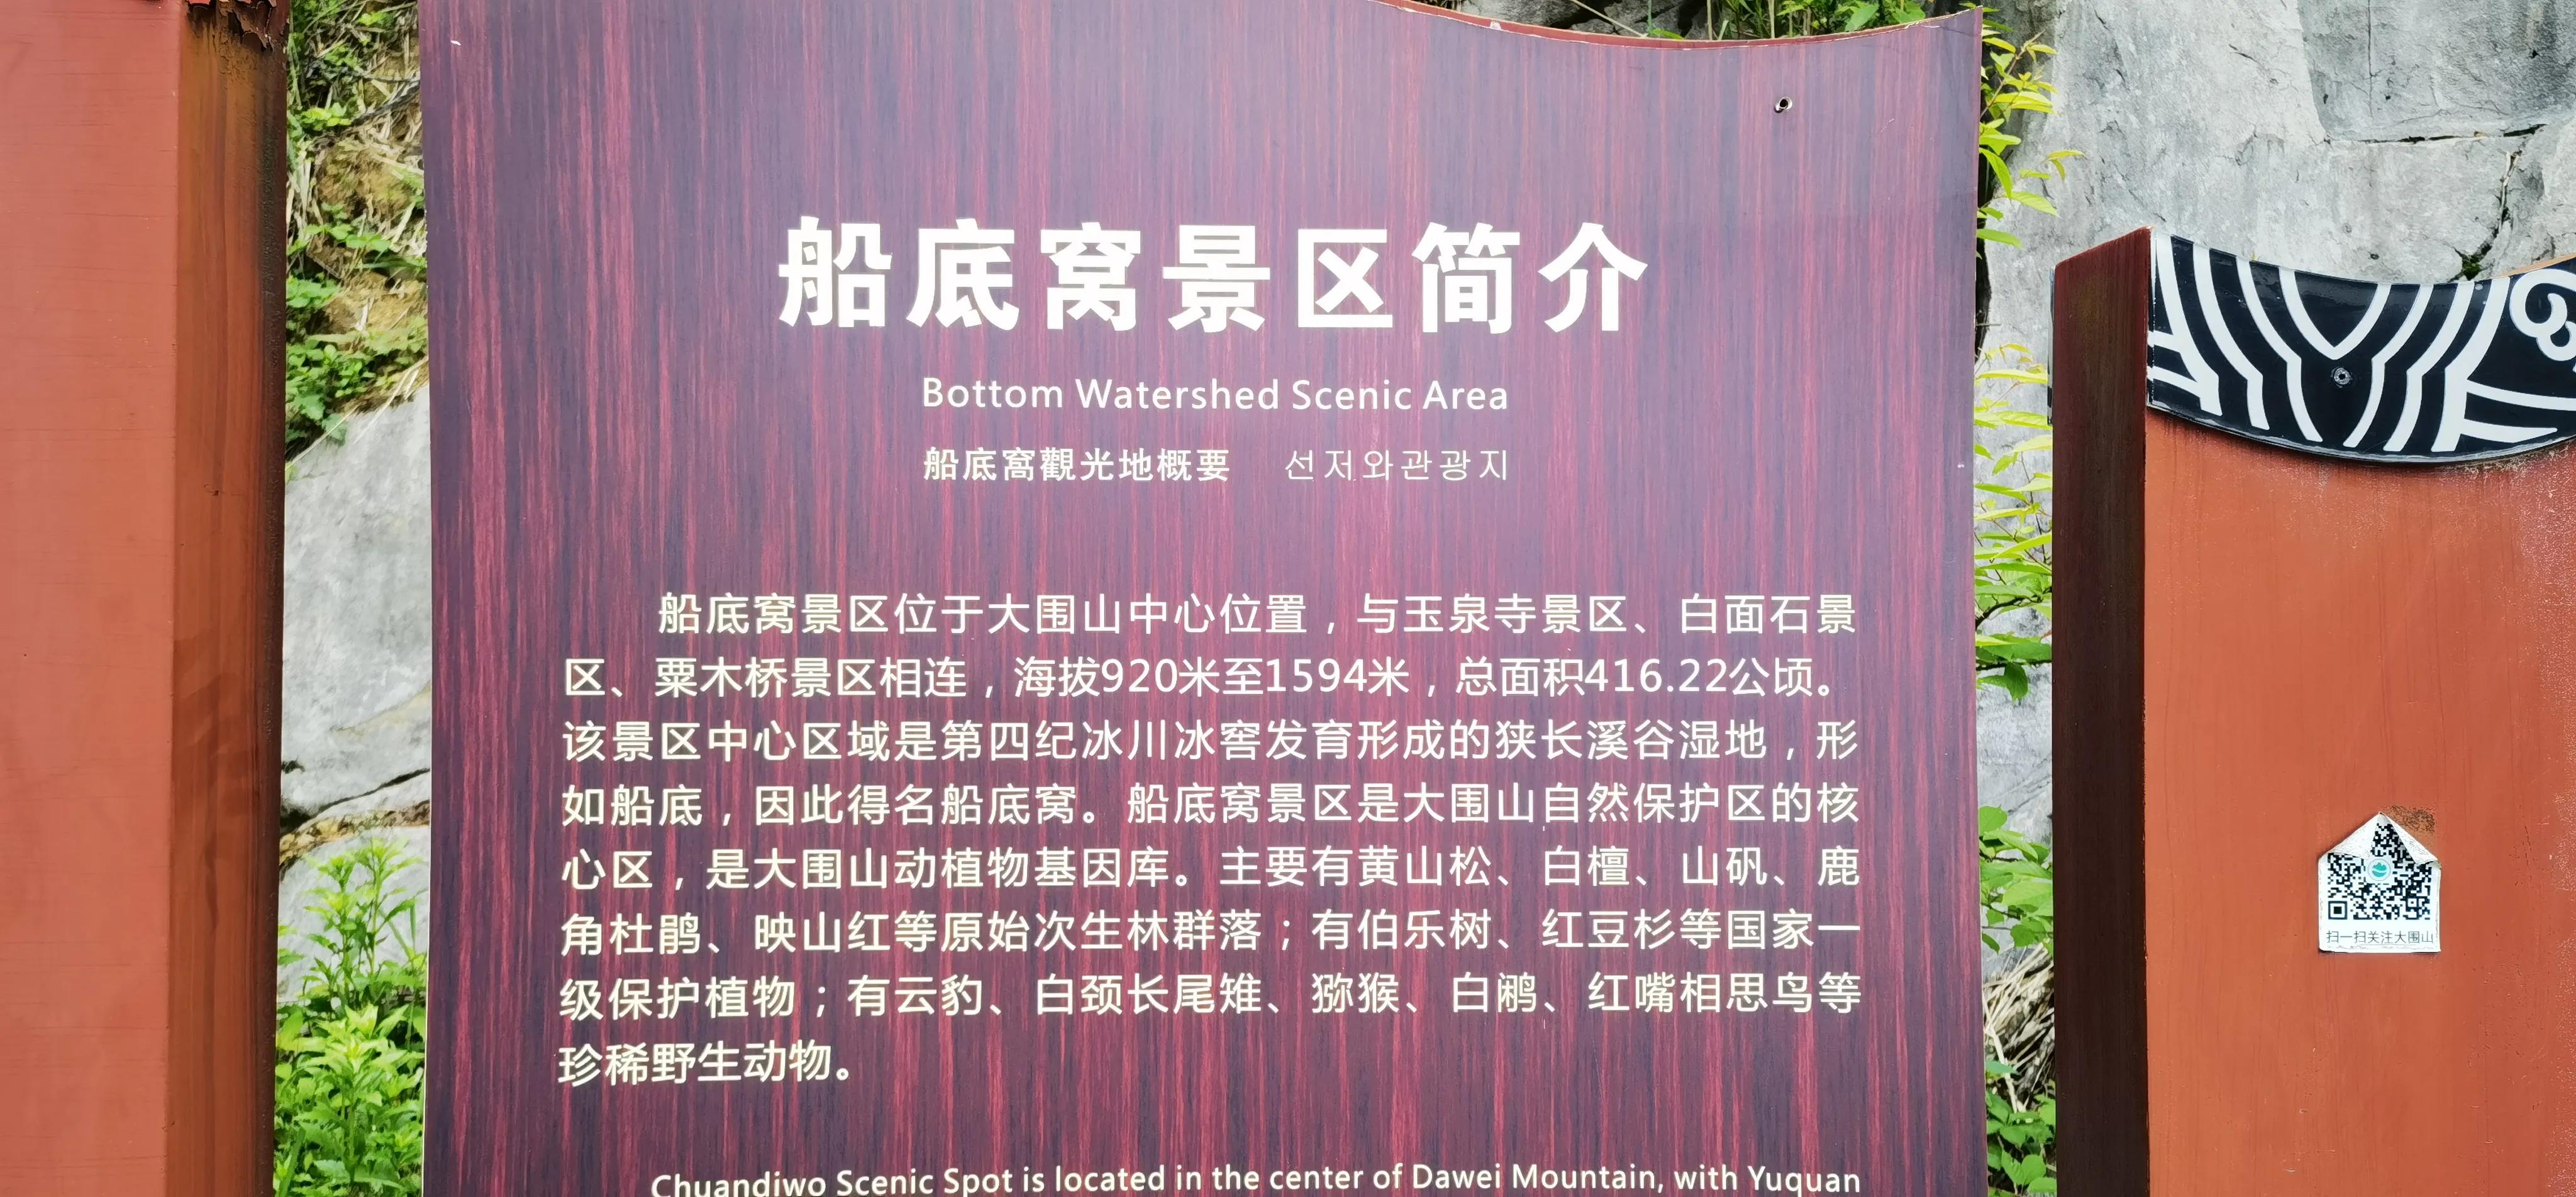 船底窝景区简介
Bottom Watershed Scenic Area
船底窩觀光地概要 선저와관광지
船底窝景区位于大围山中心位置，与玉泉寺景区、白面石景
区、粟木桥景区相连，海拔920米至1594米，总面积416.22公顷。
该景区中心区域是第四纪冰川冰窖发育形成的狭长溪谷湿地，形
如船底，因此得名船底窝。船底窝景区是大围山自然保护区的核
心区，是大围山动植物基因库。主要有黄山松、白檀、山矾、鹿
角杜鹃、映山红等原始次生林群落；有伯乐树、红豆杉等国家一
级保护植物；有云豹、白颈长尾雉、猕猴、白鹇、红嘴相思鸟等
珍稀野生动物。
Chuandiwo Scenic Spot is located in the center of Dawei Mountain, with Yuquan
扫一扫关注大围山